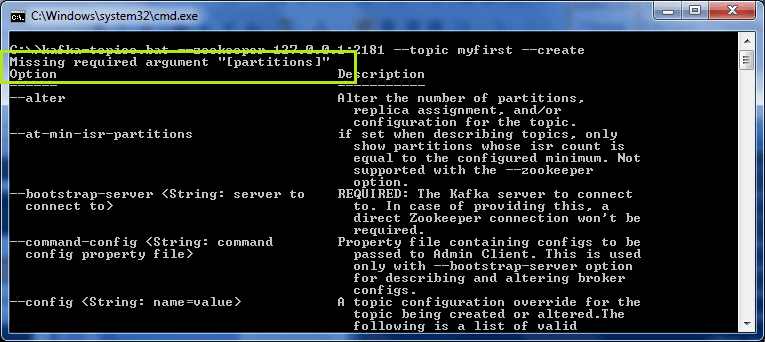 C:\Windows\system32\cmd.exe
C:\>kafka-topics.bat --zookeeper 127.0.0.1:2181 --topic myfirst --create
Missing required argument "[partitions]"
Option Description
------ -----------
--alter Alter the number of partitions,
replica assignment, and/or
configuration for the topic.
--at-min-isr-partitions if set when describing topics, only
show partitions whose isr count is
equal to the configured minimum. Not
supported with the --zookeeper
option.
--bootstrap-server <String: server to REQUIRED: The Kafka server to connect
connect to> to. In case of providing this, a
direct Zookeeper connection won't be
required.
--command-config <String: command Property file containing configs to be
config property file> passed to Admin Client. This is used
only with --bootstrap-server option
for describing and altering broker
configs.
--config <String: name=value> A topic configuration override for the
topic being created or altered.The
following is a list of valid